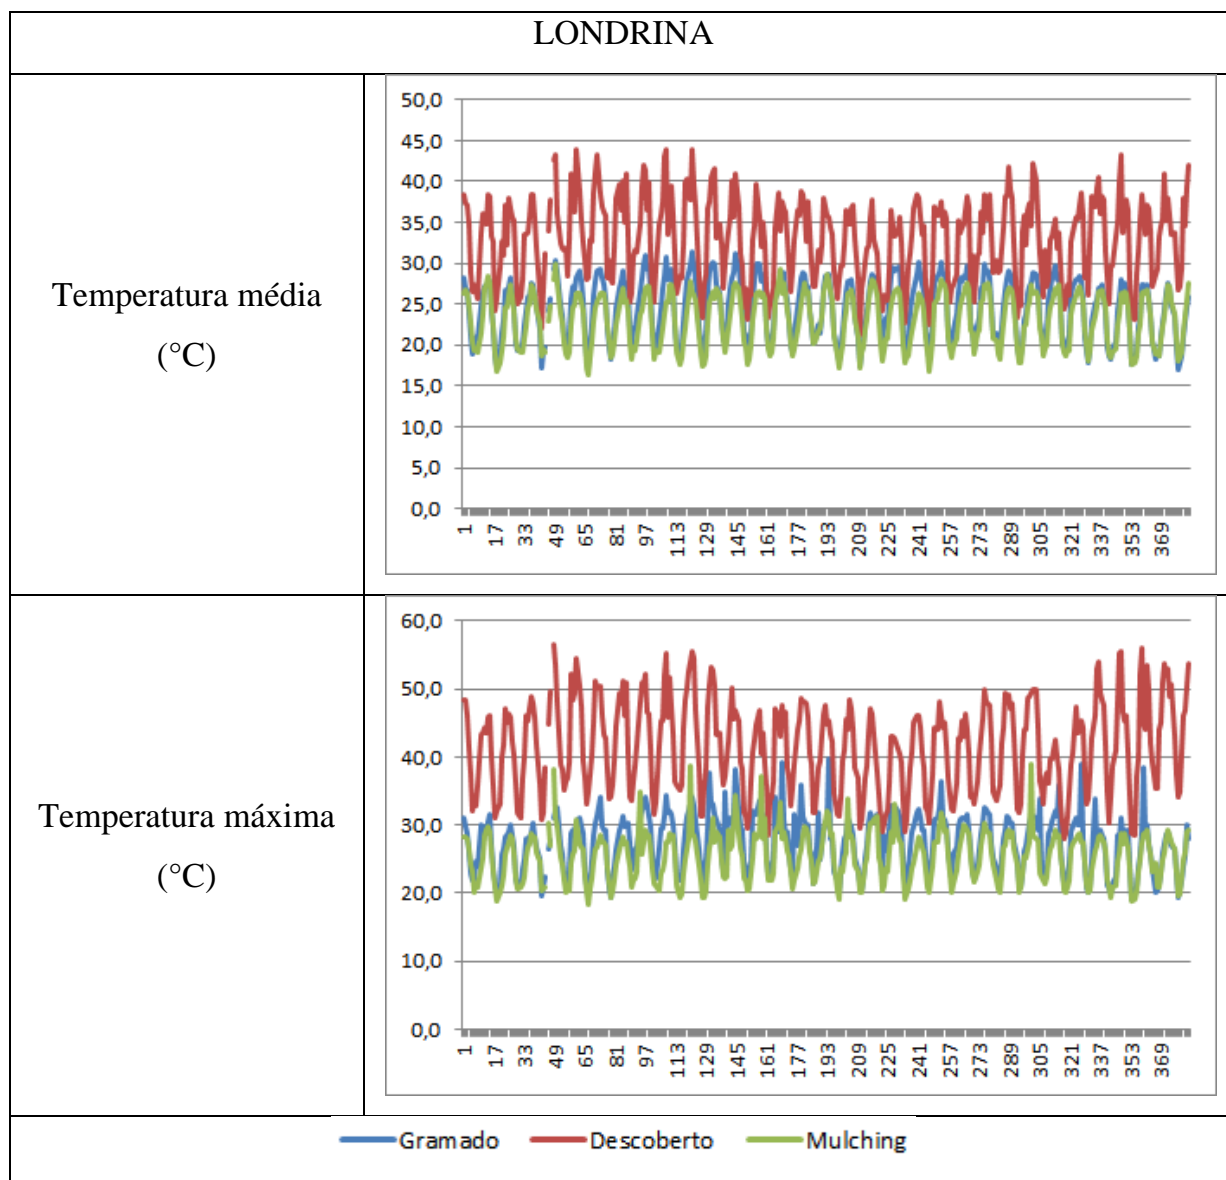 LONDRINA
Temperatura média
(°C)
50,0
45,0
40,0
35,0
30,0
25,0
20,0
15,0
10,0
5,0
0,0
1 17 33 49 65 81 97 113 129 145 161 177 193 209 225 241 257 273 289 305 321 337 353 369
Temperatura máxima
(°C)
60,0
50,0
40,0
30,0
20,0
10,0
0,0
1 17 33 49 65 81 97 113 129 145 161 177 193 209 225 241 257 273 289 305 321 337 353 369
Gramado Descoberto Mulching